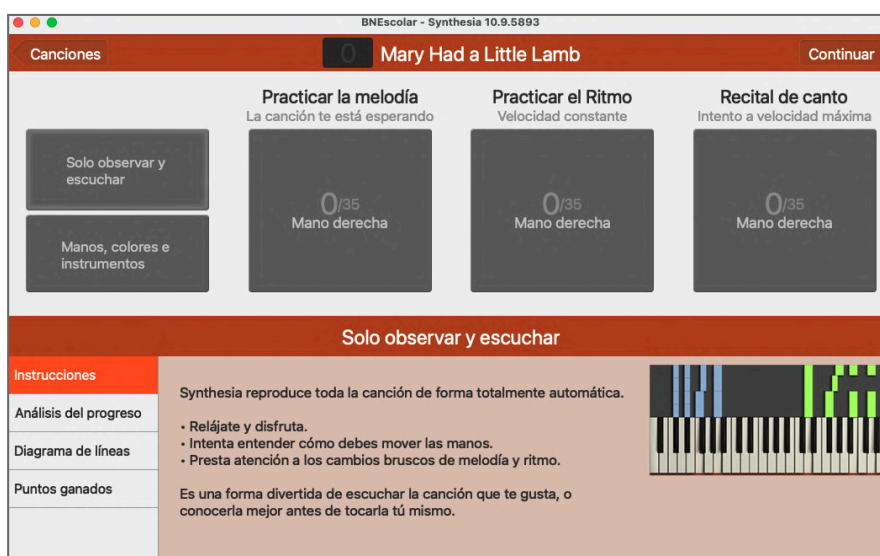 BNEscolar - Synthesia 10.9.5893
Canciones
0
Mary Had a Little Lamb
Continuar
Practicar la melodía
La canción te está esperando
Practicar el Ritmo
Velocidad constante
Recital de canto
Intento a velocidad máxima
Solo observar y
escuchar
Manos, colores e
instrumentos
0/35
Mano derecha
0/35
Mano derecha
0/35
Mano derecha
Solo observar y escuchar
Instrucciones
Análisis del progreso
Diagrama de líneas
Puntos ganados
Synthesia reproduce toda la canción de forma totalmente automática.
• Relájate y disfruta.
• Intenta entender cómo debes mover las manos.
• Presta atención a los cambios bruscos de melodía y ritmo.
Es una forma divertida de escuchar la canción que te gusta, o
conocerla mejor antes de tocarla tú mismo.